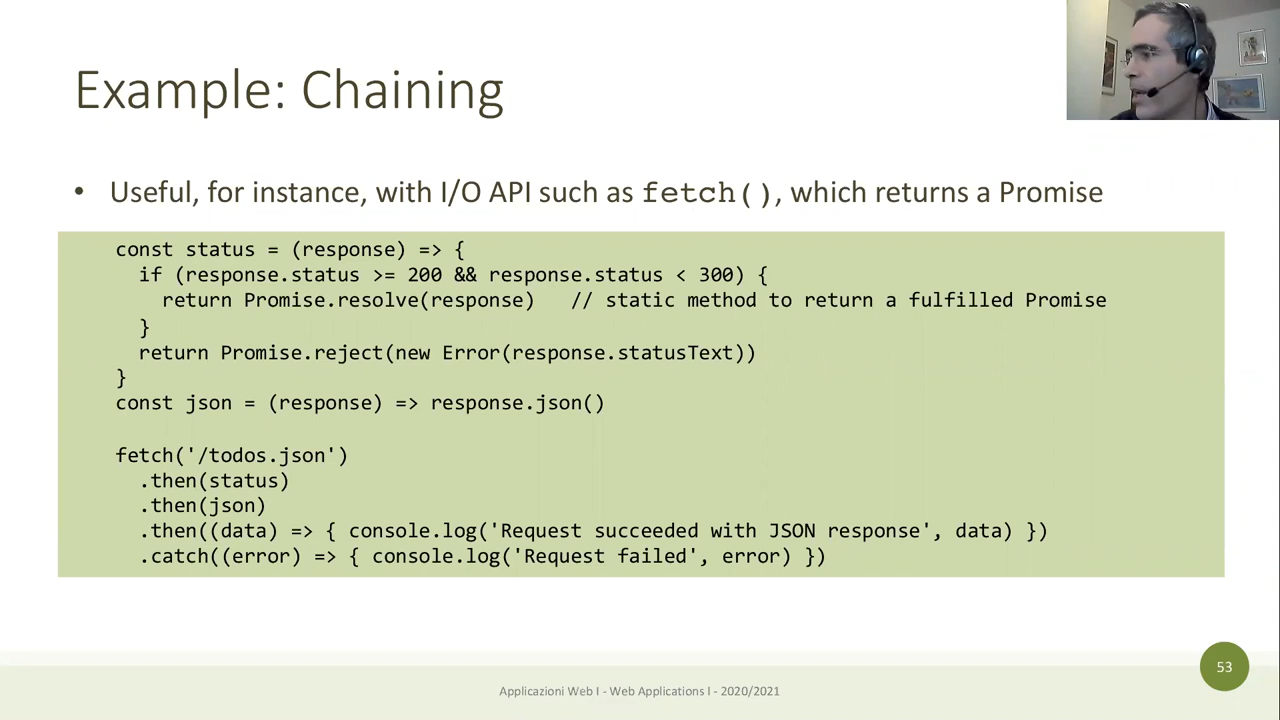 Example: Chaining
• Useful, for instance, with I/O API such as fetch(), which returns a Promise
const status = (response) => {
  if (response.status >= 200 && response.status < 300) {
    return Promise.resolve(response)   // static method to return a fulfilled Promise
  }
  return Promise.reject(new Error(response.statusText))
}
const json = (response) => response.json()
fetch('/todos.json')
  .then(status)
  .then(json)
  .then((data) => { console.log('Request succeeded with JSON response', data) })
  .catch((error) => { console.log('Request failed', error) })
53
Applicazioni Web I - Web Applications I - 2020/2021